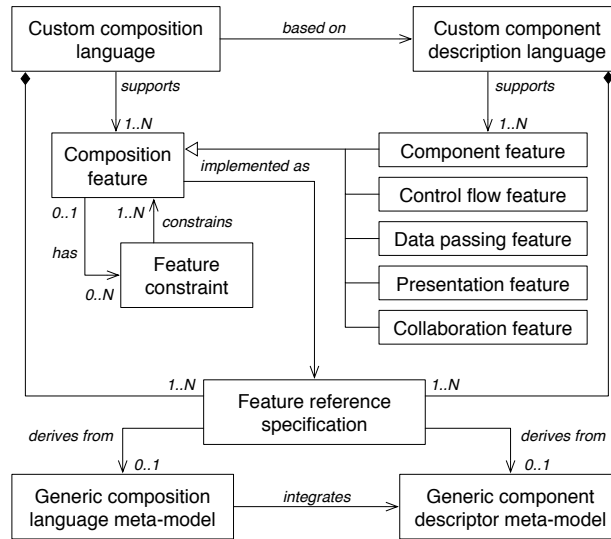 Custom composition
language
based on
Custom component
description language
supports
supports
1..N
1..N
Composition
feature
implemented as
Component feature
Control flow feature
0..1
1..N
constrains
Data passing feature
has
Feature
constraint
0..N
Presentation feature
Collaboration feature
1..N
Feature reference
specification
1..N
derives from
derives from
0..1
0..1
Generic composition
language meta-model
integrates
Generic component
descriptor meta-model